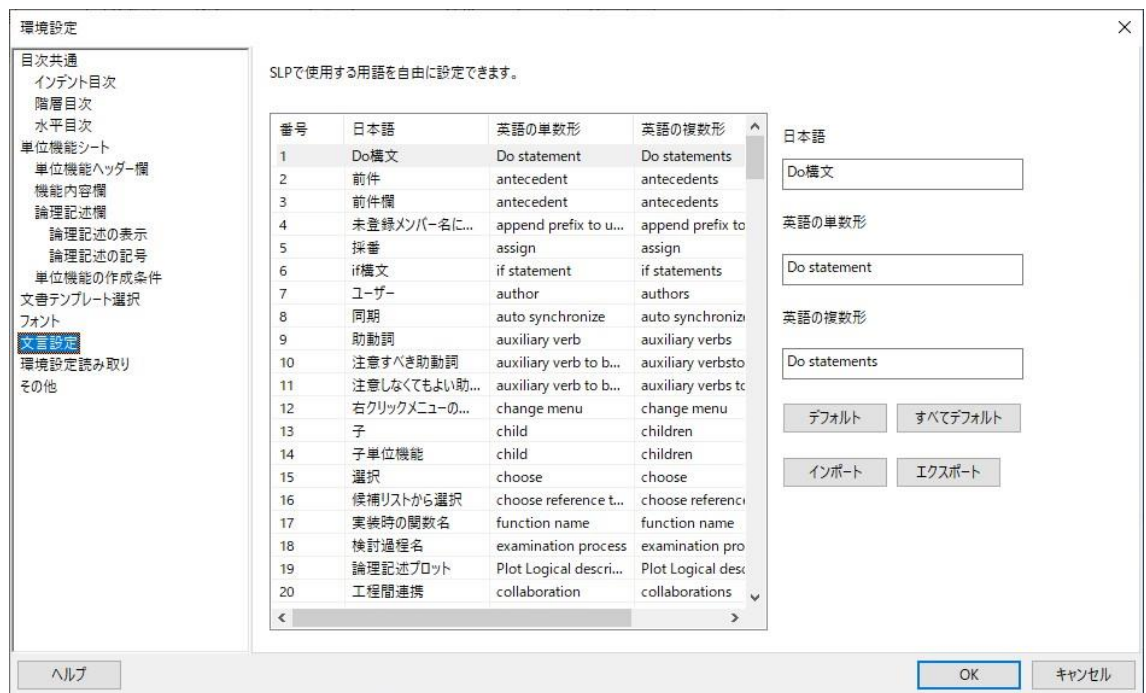 環境設定
目次共通
インデント目次
階層目次
水平目次
単位機能シート
単位機能ヘッダー欄
機能内容欄
論理記述欄
論理記述の表示
論理記述の記号
単位機能の作成条件
文書テンプレート選択
フォント
文言設定
環境設定読み取り
その他
SLPで使用する用語を自由に設定できます。
番号 日本語 英語の単数形 英語の複数形
1 Do構文 Do statement Do statements
2 前件 antecedent antecedents
3 前件欄 antecedent antecedents
4 未登録メンバー名に... append prefix to u... append prefix to
5 採番 assign assign
6 if構文 if statement if statements
7 ユーザー author authors
8 同期 auto synchronize auto synchroniz
9 助動詞 auxiliary verb auxiliary verbs
10 注意すべき助動詞 auxiliary verb to b... auxiliary verbsto
11 注意しなくてもよい助... auxiliary verb to b... auxiliary verbs to
12 右クリックメニューの... change menu change menu
13 子 child children
14 子単位機能 child children
15 選択 choose choose
16 候補リストから選択 choose reference t... choose reference
17 実装時の関数名 function name function name
18 検討過程名 examination process examination pro
19 論理記述プロット Plot Logical descri... Plot Logical desc
20 工程間連携 collaboration collaborations
日本語
Do構文
英語の単数形
Do statement
英語の複数形
Do statements
デフォルト すべてデフォルト
インポート エクスポート
ヘルプ OK キャンセル